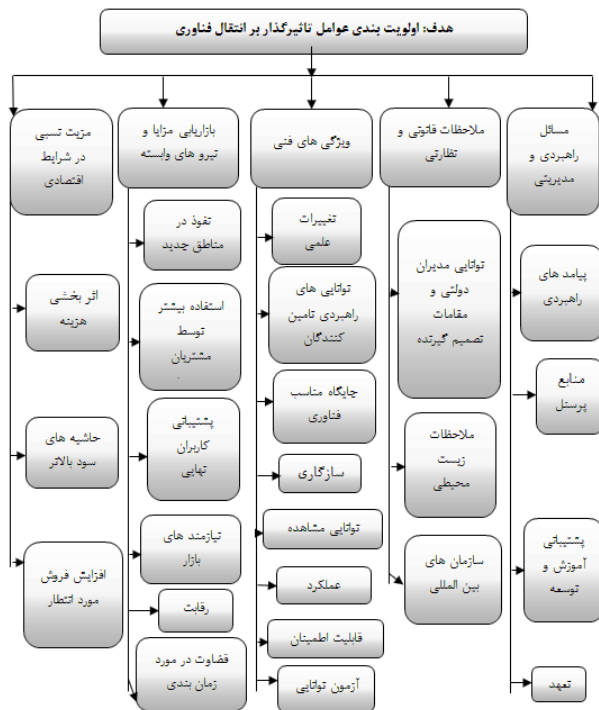 هدف: اولویت بندی عوامل تاثیرگذار بر انتقال فناوری
مسائل
راهبردی و
مدیریتی
پیامد های
راهبردی
منابع
پرسنل
پشتیبانی
آموزش و
توسعه
تعهد
ملاحظات قانونی و
نظارتی
توانایی مدیران
دولتی و
مقامات
تصمیم گیرنده
ملاحظات
زیست
محیطی
سازمان های
بین المللی
ویژگی های فنی
تغییرات
علمی
توانایی های
راهبردی تامین
کنندگان
جایگاه مناسب
فناوری
سازگاری
توانایی مشاهده
عملکرد
قابلیت اطمینان
آزمون توانایی
بازاریابی مزایا و
نیرو های وابسته
نفوذ در
مناطق جدید
استفاده بیشتر
توسط
مشتریان
پشتیبانی
کاربران
نهایی
نیازمند های
بازار
رقابت
قضاوت در مورد
زمان بندی
مزیت نسبی
در شرایط
اقتصادی
اثر بخشی
هزینه
حاشیه های
سود بالاتر
افزایش فروش
مورد انتظار